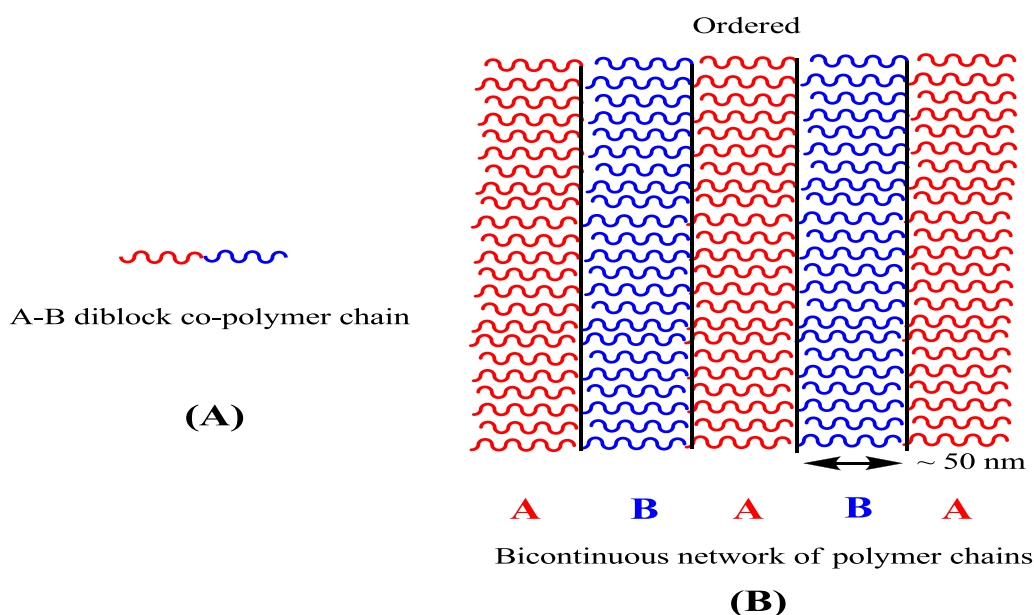 Ordered
A-B diblock co-polymer chain
(A)
~ 50 nm
A B A B A
Bicontinuous network of polymer chains
(B)